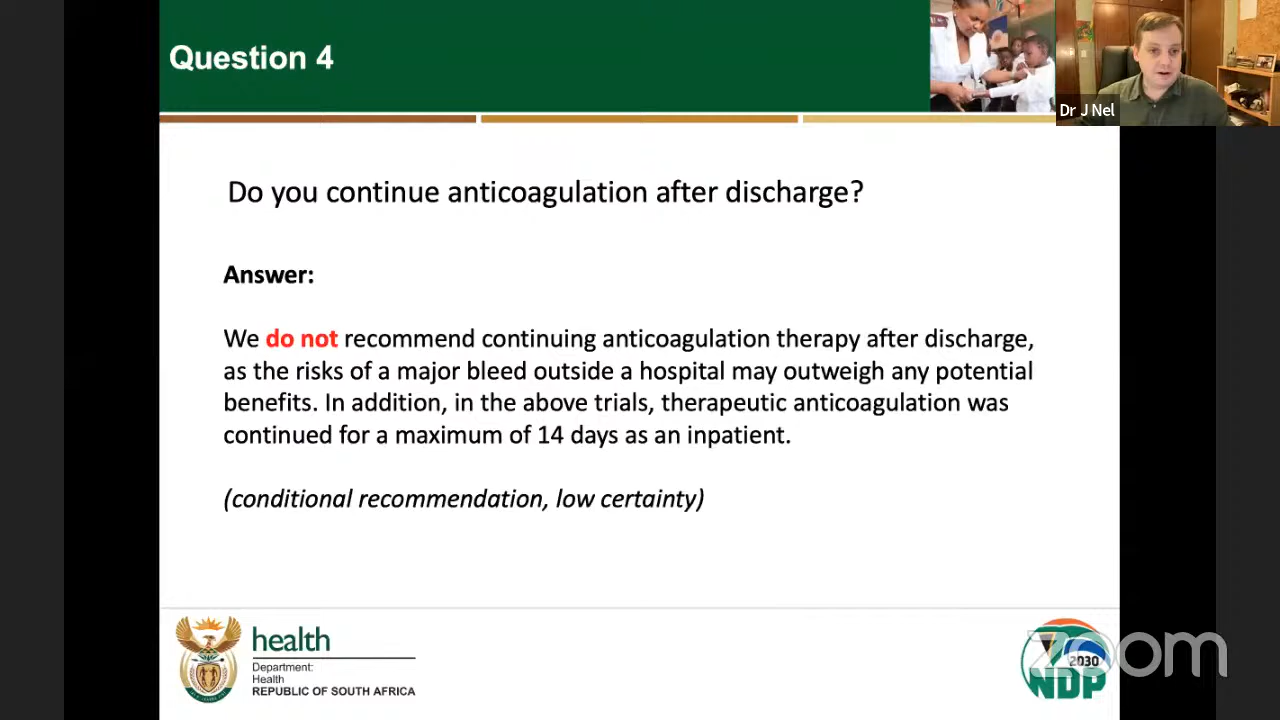 Question 4
Dr J Nel
Do you continue anticoagulation after discharge?
Answer:
We do not recommend continuing anticoagulation therapy after discharge,
as the risks of a major bleed outside a hospital may outweigh any potential
benefits. In addition, in the above trials, therapeutic anticoagulation was
continued for a maximum of 14 days as an inpatient.
(conditional recommendation, low certainty)
health
Department:
Health
REPUBLIC OF SOUTH AFRICA
2030
NDP
zoom